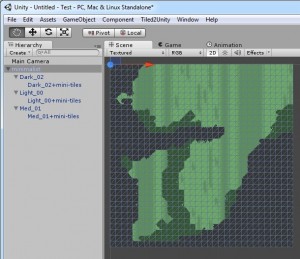 Unity - Untitled - Test - PC, Mac & Linux Standalone*
File Edit Assets GameObject Component Tiled2Unity Window Help
Pivot Local
Hierarchy
Create All
Main Camera
Dark_02
Dark_02+mini-tiles
Light_00
Light_00+mini-tiles
Med_01
Med_01+mini-tiles
Scene Game Animation
Textured RGB 2D Effects